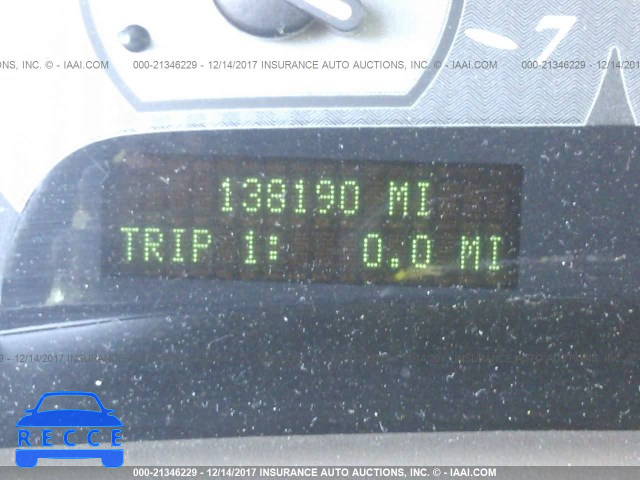 - 7
IONS, INC. © - IAAI.COM 000-21346229 - 12/14/2017 INSURANCE AUTO AUCTIONS, INC. © - IAAI.COM 000-21346229 - 12/14/2017
138190 MI
TRIP 1: 0.0 MI
RECCE
000-21346229 - 12/14/2017 INSURANCE AUTO AUCTIONS, INC. © - IAAI.COM